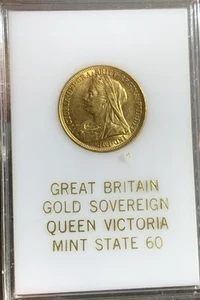 GREAT BRITAIN
GOLD SOVEREIGN
QUEEN VICTORIA
MINT STATE 60